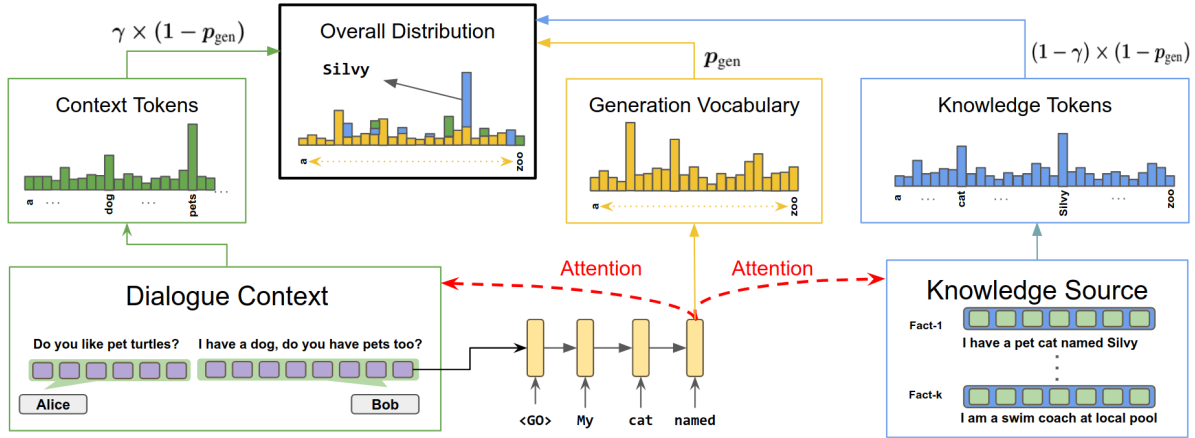 γ × (1 − p_gen)
Overall Distribution
Silvy
a
zoo
p_gen
(1 − γ) × (1 − p_gen)
Context Tokens
a
...
dog
...
pets
...
Generation Vocabulary
a
zoo
Knowledge Tokens
a
...
cat
...
Silvy
...
zoo
Attention
Attention
Dialogue Context
Do you like pet turtles?
I have a dog, do you have pets too?
Alice
Bob
<GO>
My
cat
named
Knowledge Source
Fact-1
I have a pet cat named Silvy
Fact-k
I am a swim coach at local pool